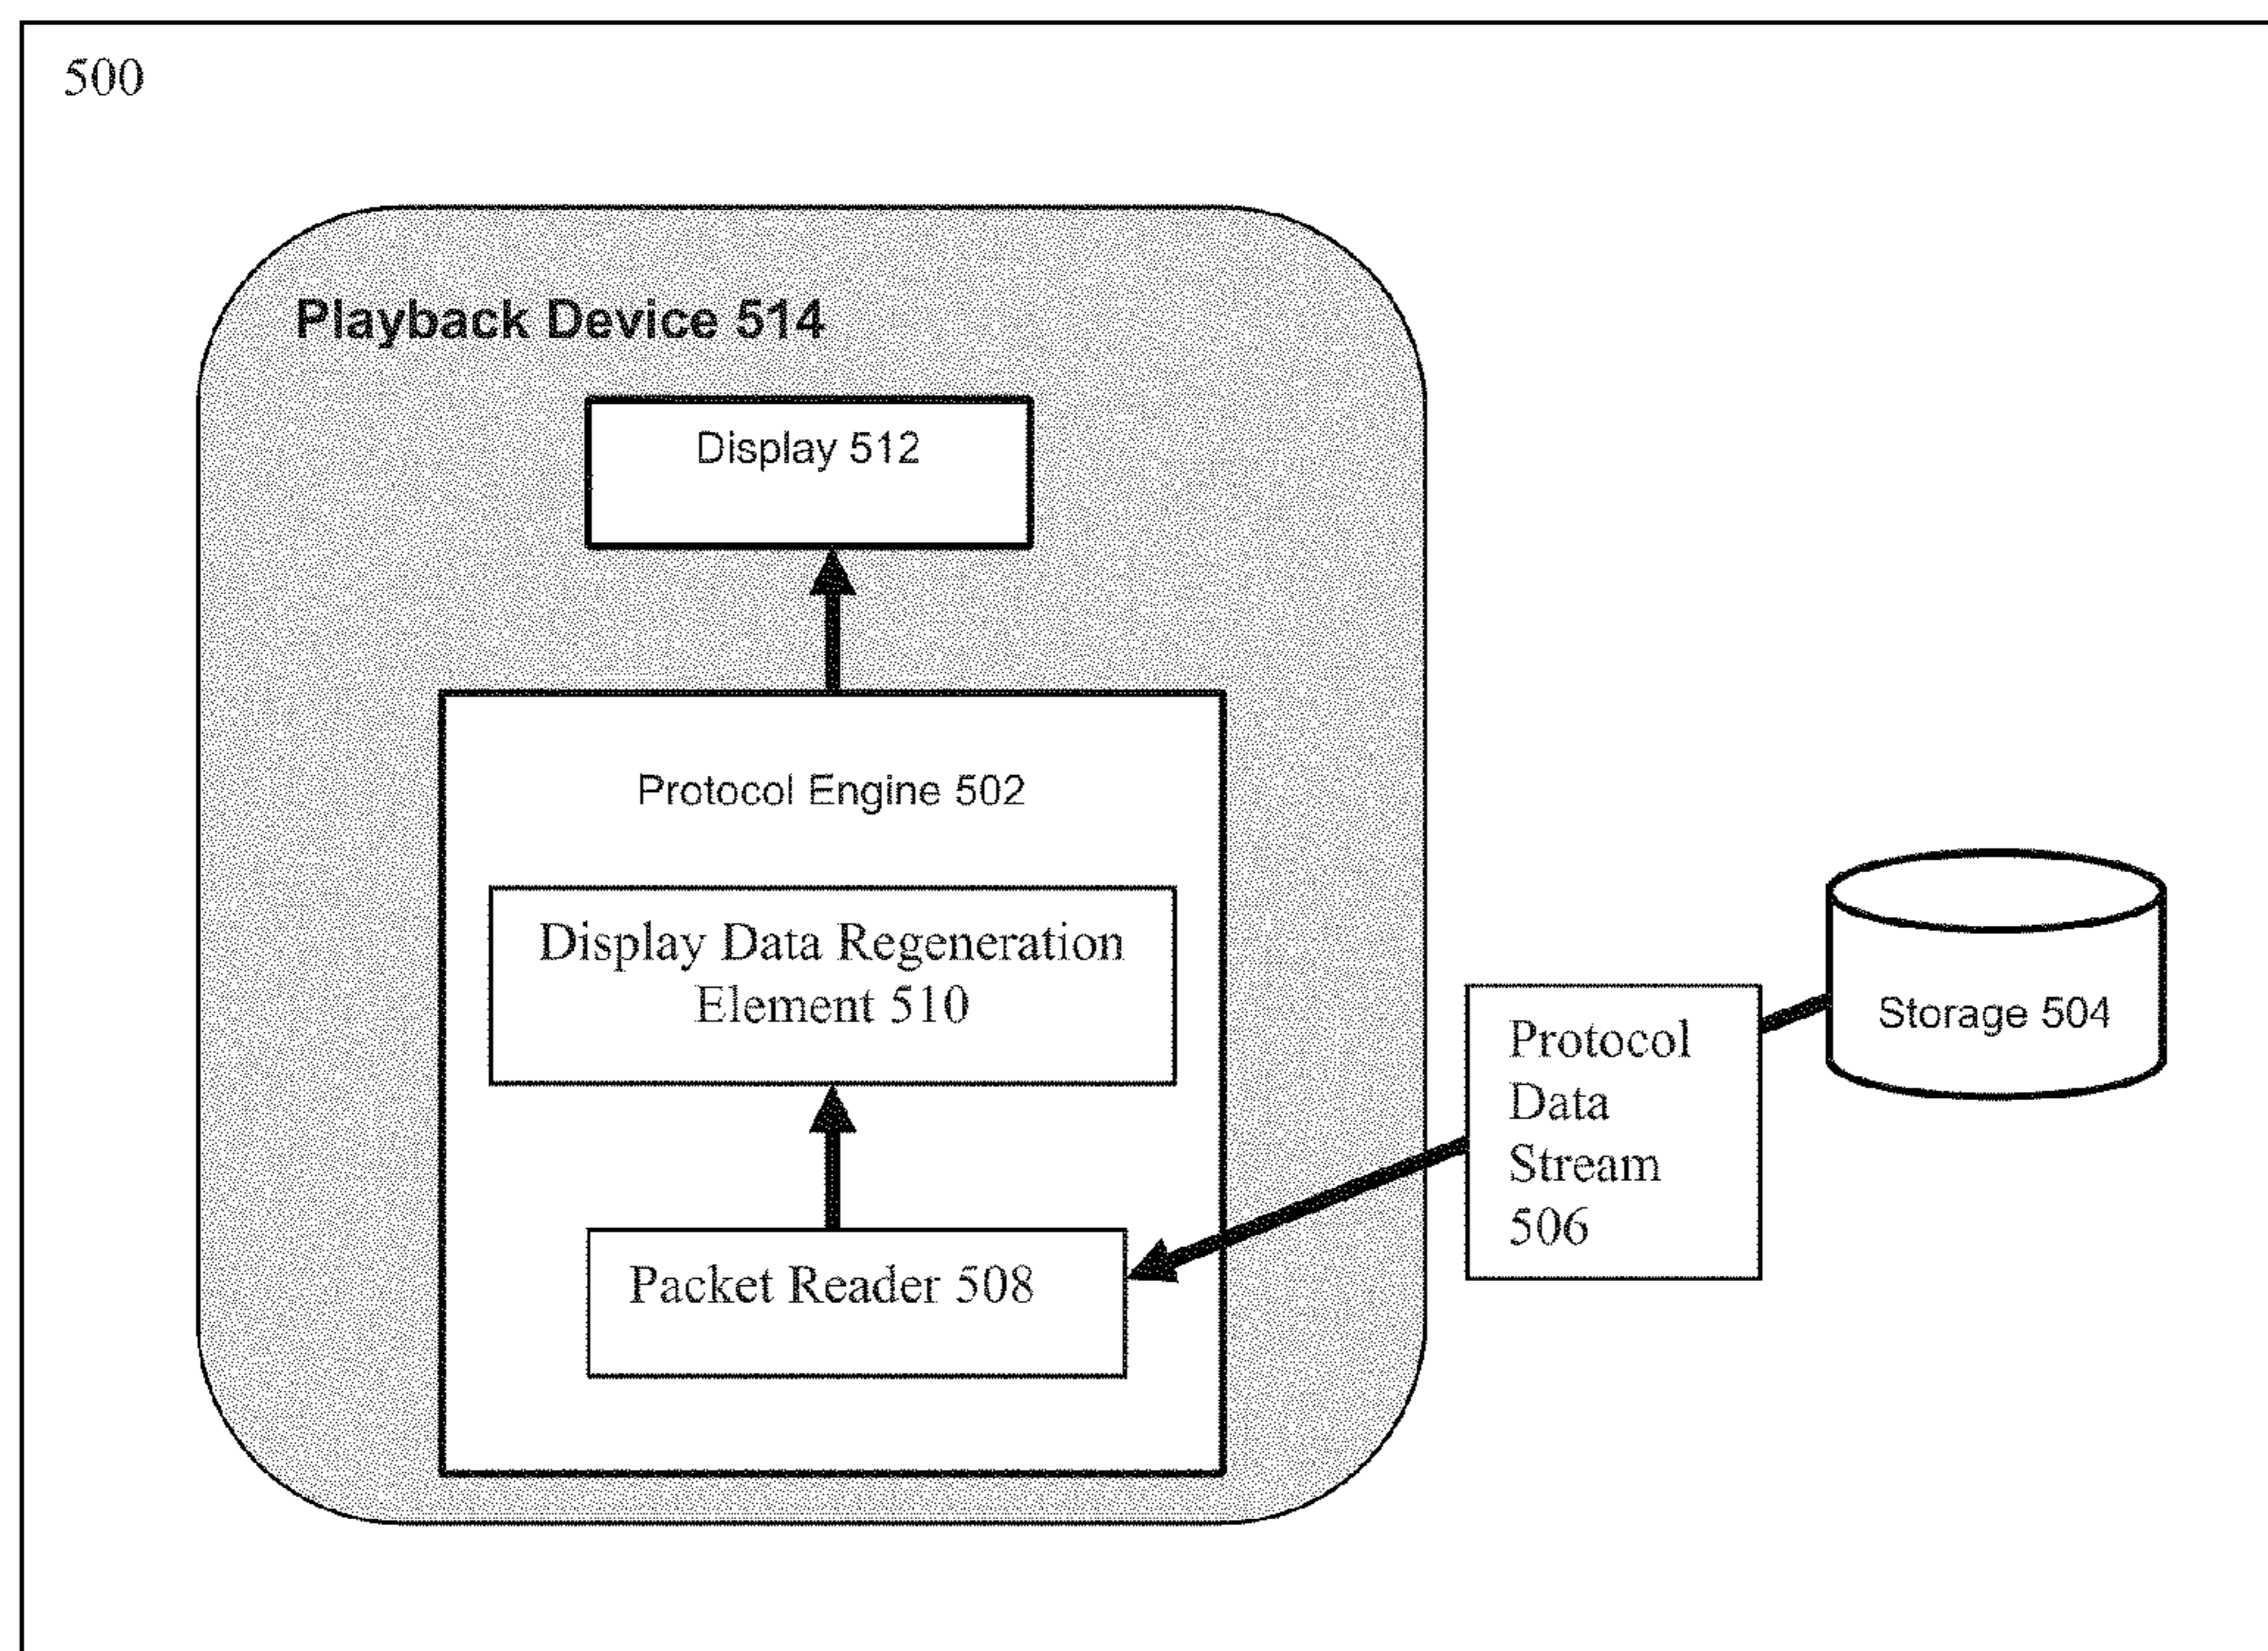 500
Playback Device 514
Display 512
Protocol Engine 502
Display Data Regeneration
Element 510
Packet Reader 508
Protocol
Data
Stream
506
Storage 504